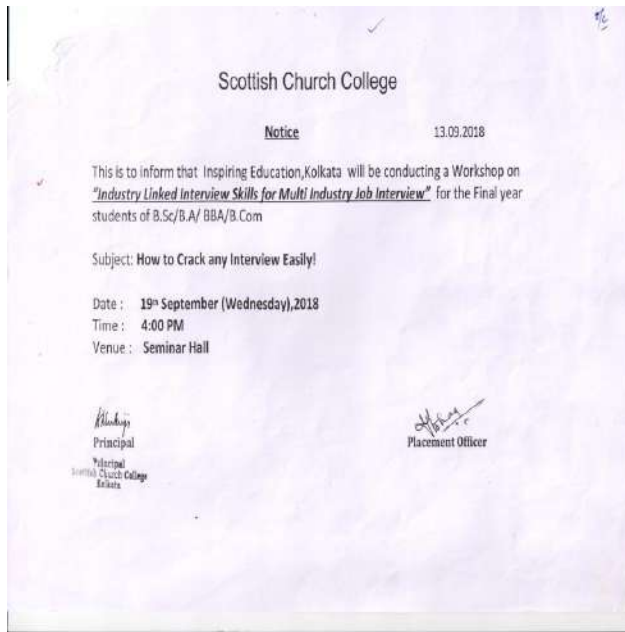 Scottish Church College
Notice
13.09.2018
This is to inform that Inspiring Education,Kolkata will be conducting a Workshop on
"Industry Linked Interview Skills for Multi Industry Job Interview" for the Final year
students of B.Sc/B.A/ BBA/B.Com
Subject: How to Crack any Interview Easily!
Date : 19th September (Wednesday),2018
Time : 4:00 PM
Venue : Seminar Hall
Principal
Placement Officer
Principal
Scottish Church College
Kolkata